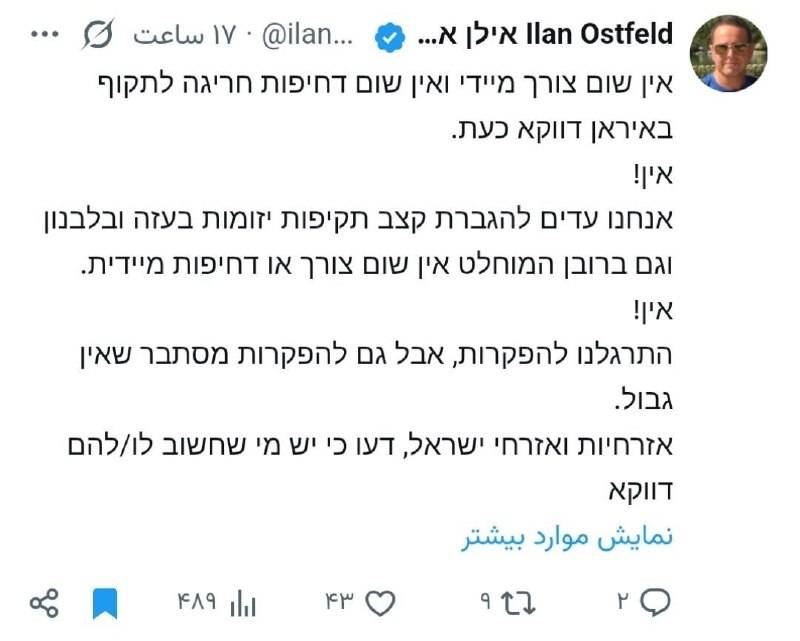 Ilan Ostfeld אילן א... @ilan... · ۱۷ ساعت
אין שום צורך מיידי ואין שום דחיפות חריגה לתקוף
באיראן דווקא כעת.
אין!
אנחנו עדים להגברת קצב תקיפות יזומות בעזה ובלבנון
וגם ברובן המוחלט אין שום צורך או דחיפות מיידית.
אין!
התרגלנו להפקרות, אבל גם להפקרות מסתבר שאין
גבול.
אזרחיות ואזרחי ישראל, דעו כי יש מי שחשוב לו/להם
דווקא
نمایش موارد بیشتر
۲ ۹ ۴۳ ۴۸۹